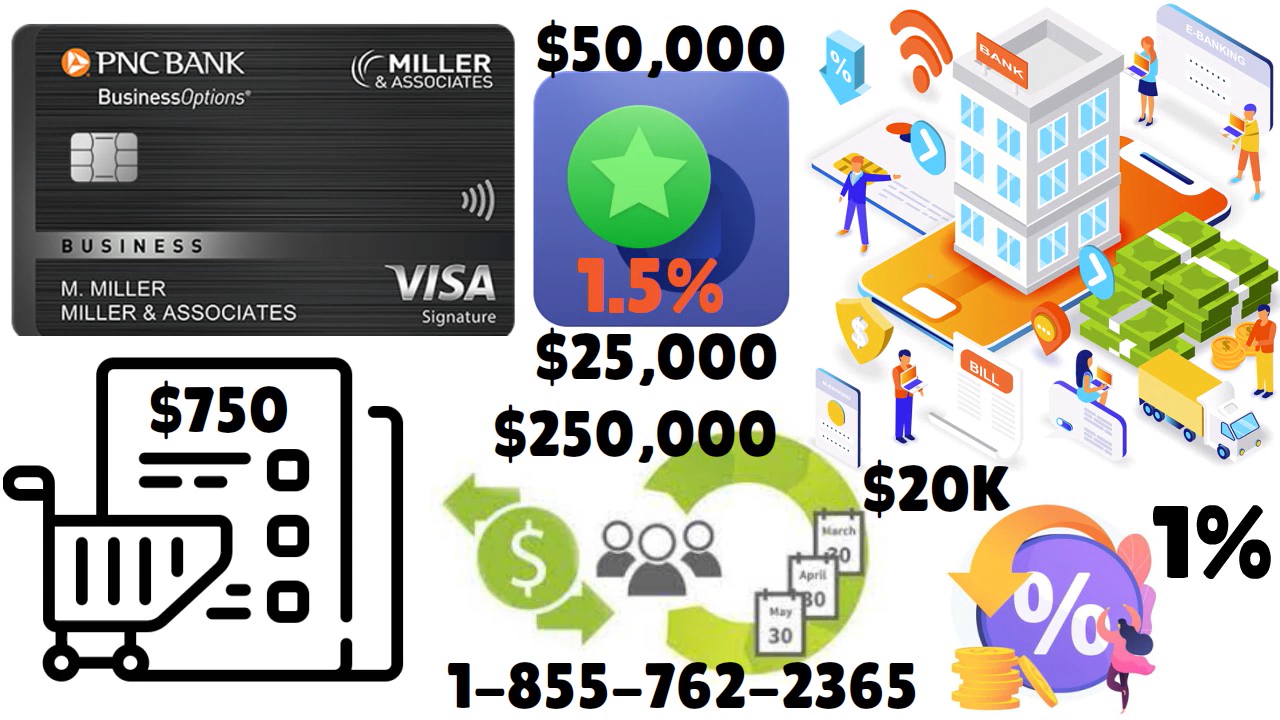 PNC BANK
BusinessOptions®
MILLER
& ASSOCIATES
BUSINESS
M. MILLER
MILLER & ASSOCIATES
VISA
Signature
$50,000
1.5%
$25,000
$250,000
BANK
E-BANKING
%
$
BILL
$750
$
March
30
April
30
May
30
$20K
1%
%
1-855-762-2365